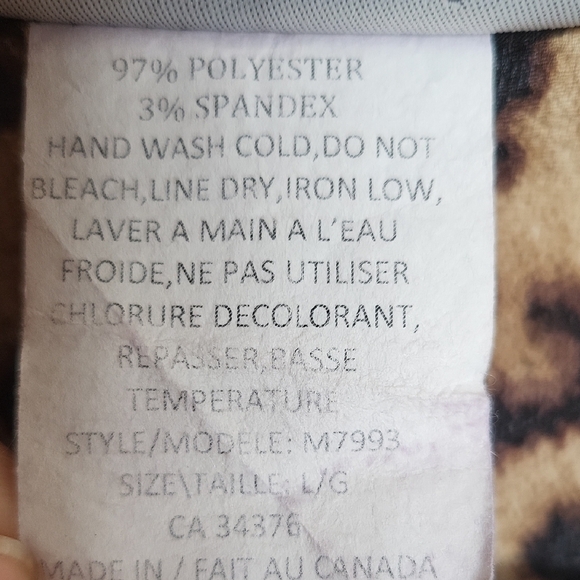 97% POLYESTER
3% SPANDEX
HAND WASH COLD,DO NOT
BLEACH,LINE DRY,IRON LOW,
LAVER A MAIN A L'EAU
FROIDE,NE PAS UTILISER
CHLORURE DECOLORANT,
REPASSER,BASSE
TEMPERATURE
STYLE/MODELE: M7993
SIZE\TAILLE: L/G
CA 34376
MADE IN / FAIT AU CANADA